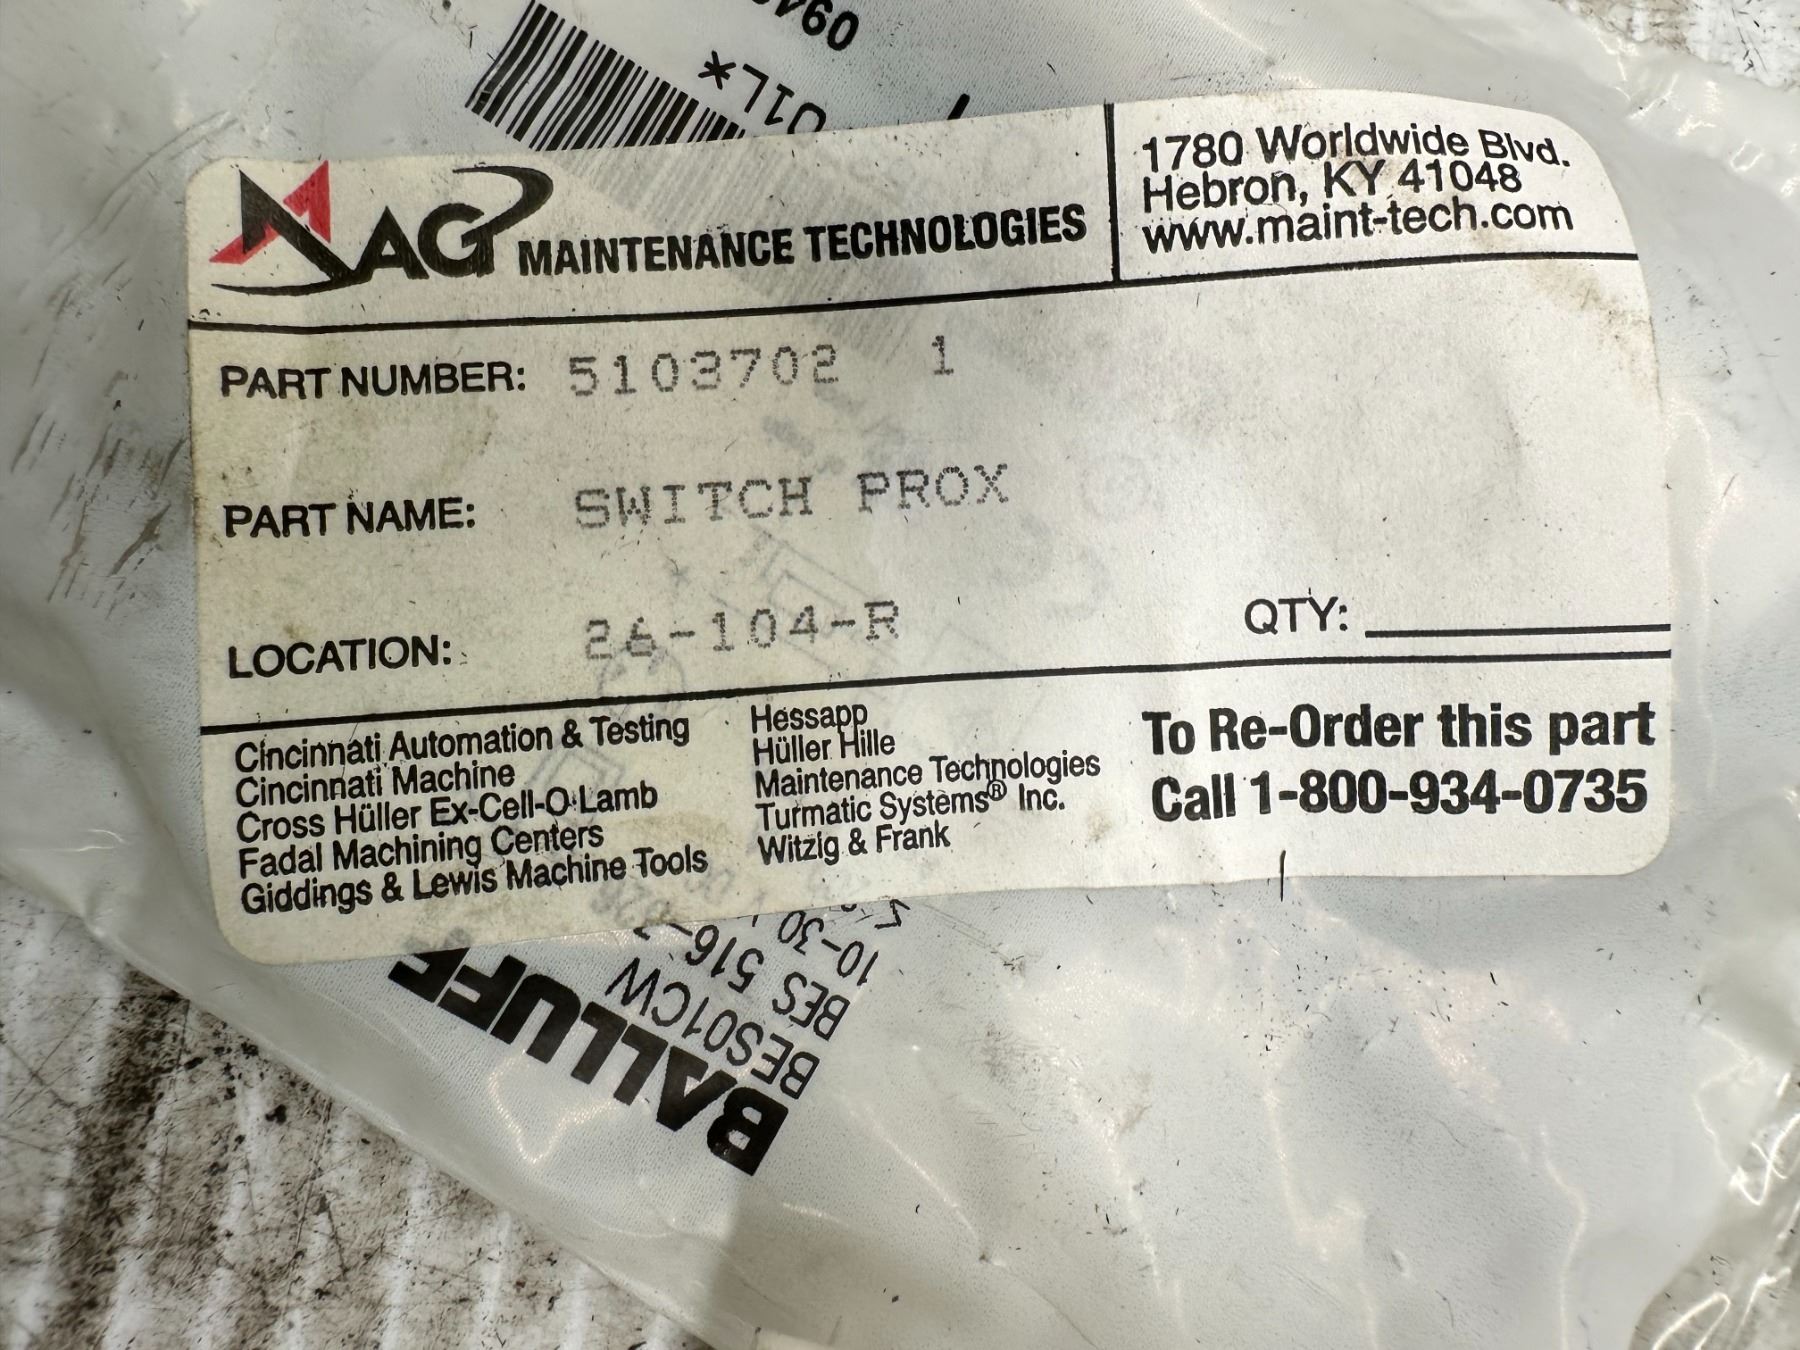 MAG MAINTENANCE TECHNOLOGIES
1780 Worldwide Blvd.
Hebron, KY 41048
www.maint-tech.com
PART NUMBER: 5103702 1
PART NAME: SWITCH PROX
LOCATION: 26-104-R
QTY:
Cincinnati Automation & Testing
Cincinnati Machine
Cross Hüller Ex-Cell-O Lamb
Fadal Machining Centers
Giddings & Lewis Machine Tools
Hessapp
Hüller Hille
Maintenance Technologies
Turmatic Systems® Inc.
Witzig & Frank
To Re-Order this part
Call 1-800-934-0735
BALLUFF
BES01CW
BES 516-
10-30